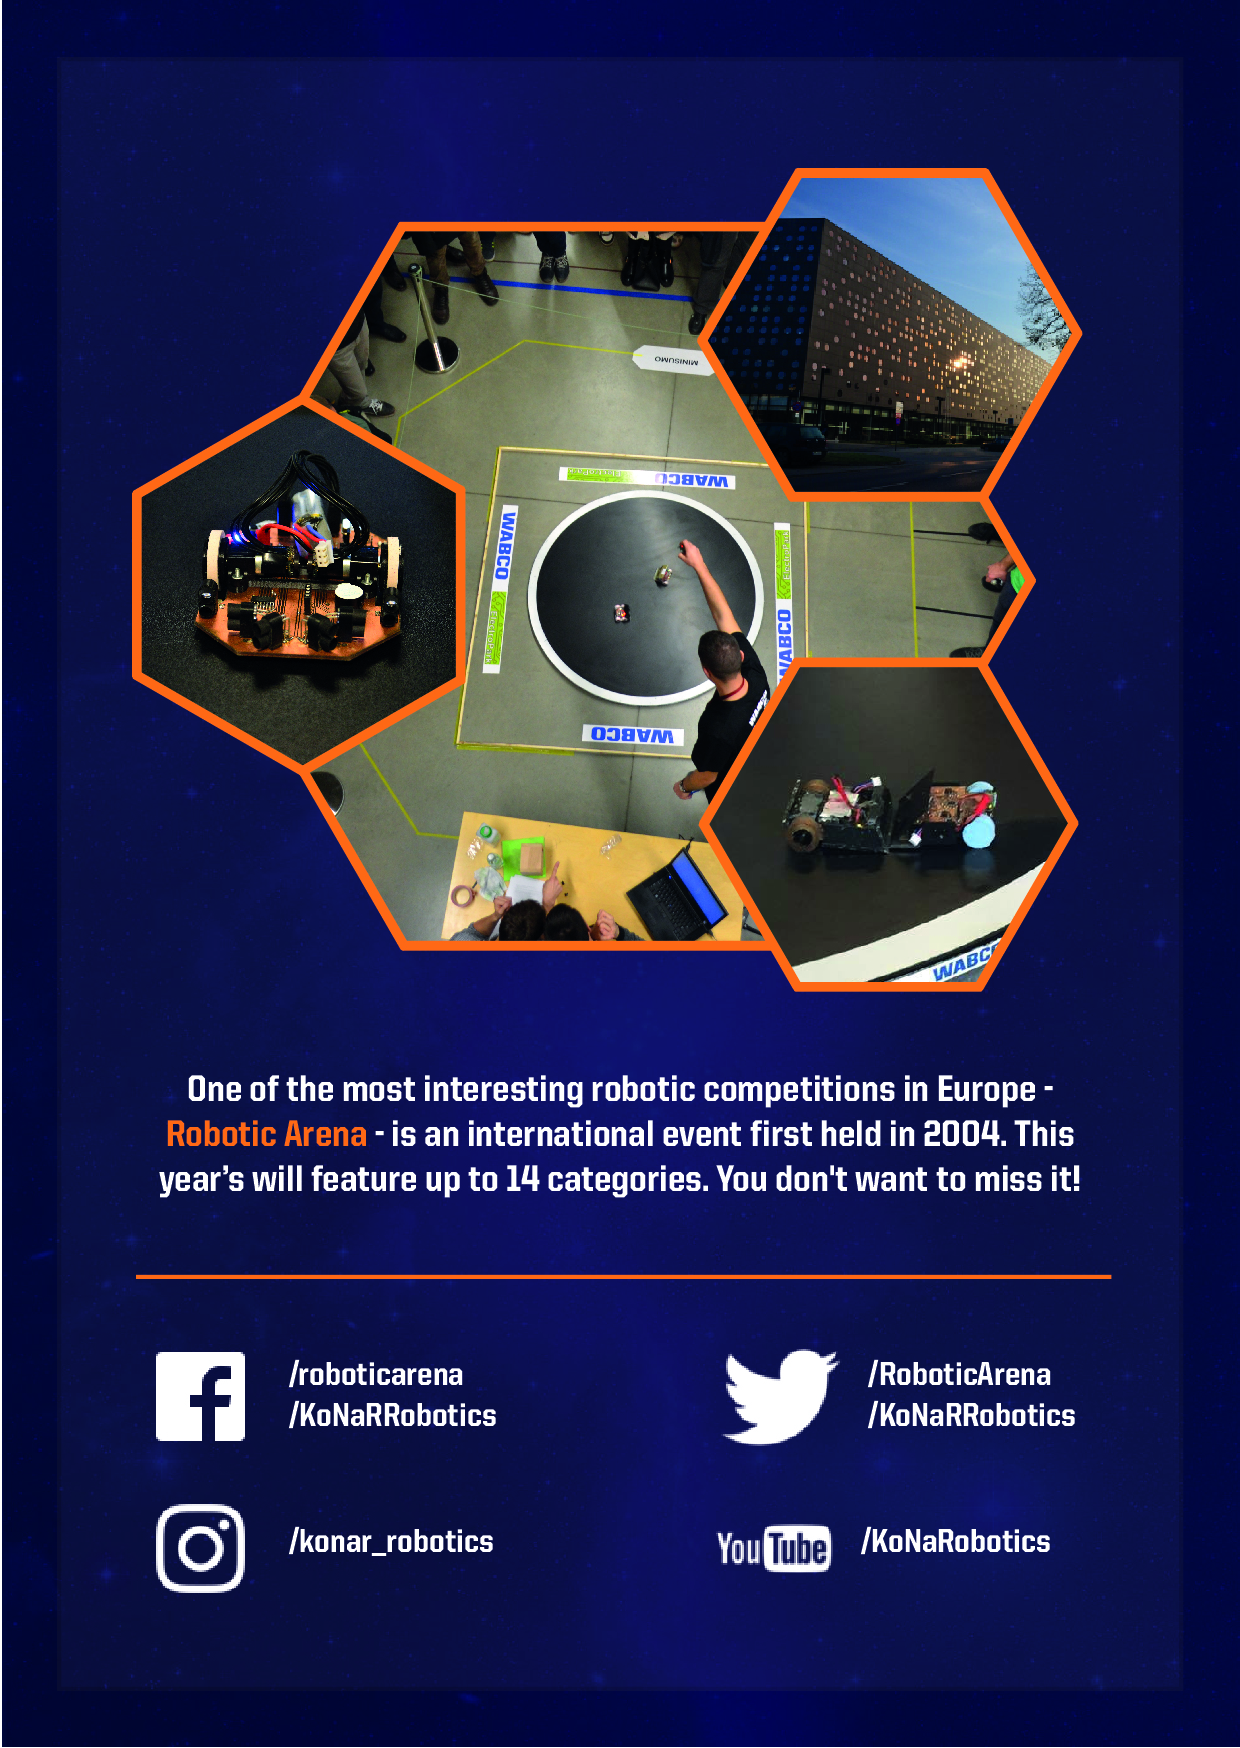 MINISUMO
WABCO
WABCO
WABCO
WABCO
WABCO
One of the most interesting robotic competitions in Europe -
Robotic Arena - is an international event first held in 2004. This
year’s will feature up to 14 categories. You don't want to miss it!
/roboticarena
/KoNaRRobotics
/RoboticArena
/KoNaRRobotics
/konar_robotics
You Tube
/KoNaRobotics